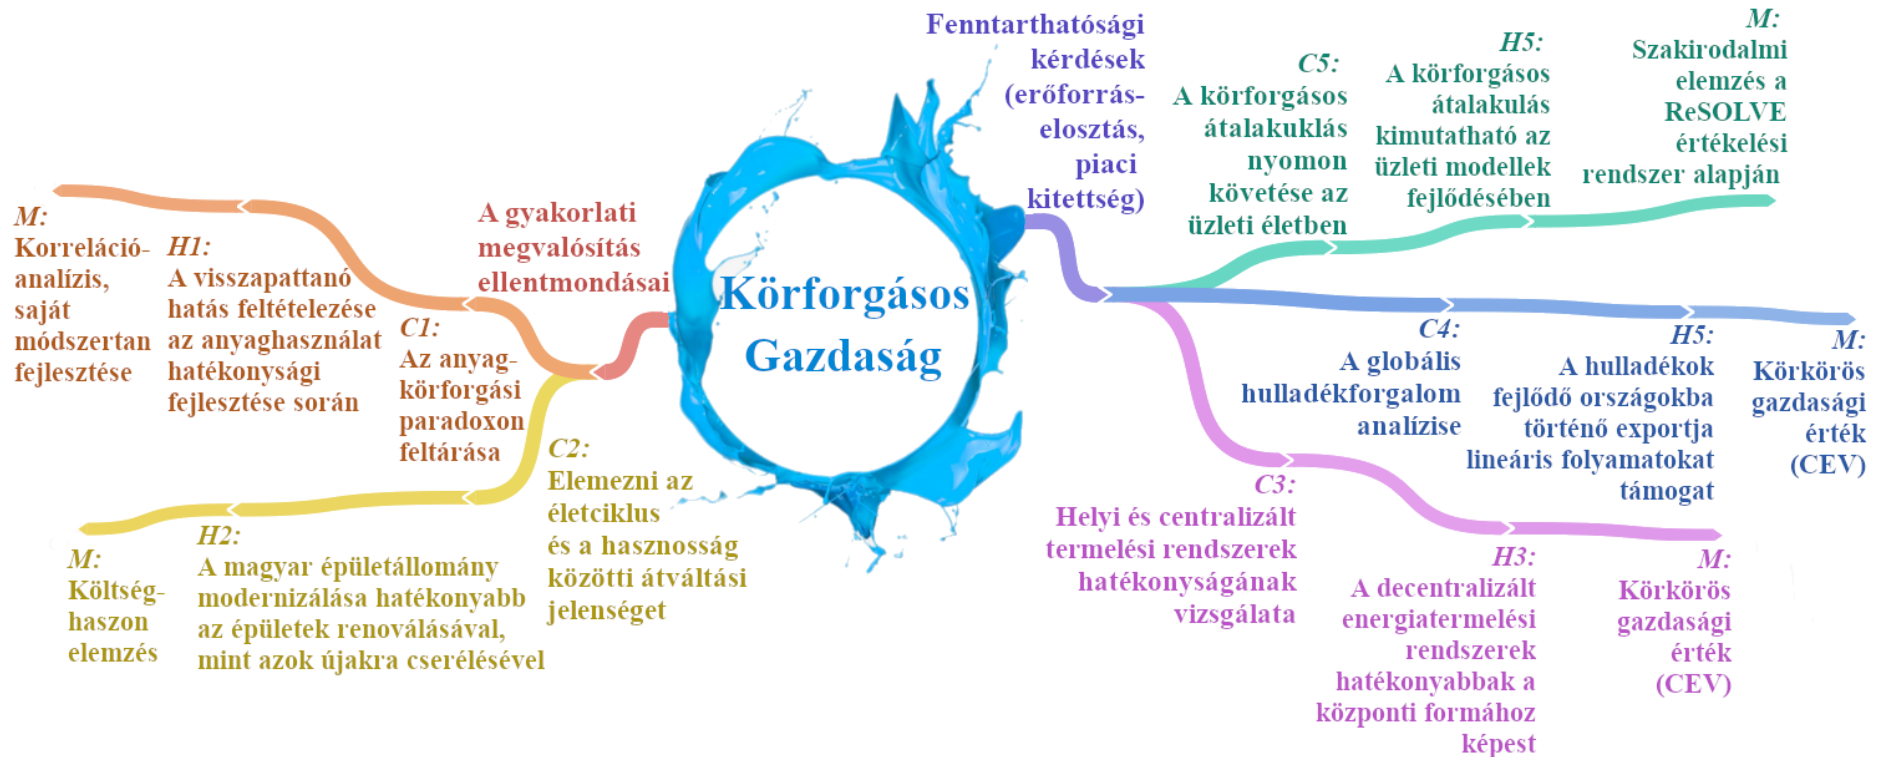 Körforgásos
Gazdaság
A gyakorlati
megvalósítás
ellentmondásai
C1:
Az anyag-
körforgási
paradoxon
feltárása
H1:
A visszapattanó
hatás feltételezése
az anyaghasználat
hatékonysági
fejlesztése során
M:
Korreláció-
analízis,
saját
módszertan
fejlesztése
C2:
Elemezni az
életciklus
és a hasznosság
közötti átváltási
jelenséget
H2:
A magyar épületállomány
modernizálása hatékonyabb
az épületek renoválásával,
mint azok újakra cserélésével
M:
Költség-
haszon
elemzés
Fenntarthatósági
kérdések
(erőforrás-
elosztás,
piaci
kitettség)
C5:
A körforgásos
átalakuklás
nyomon
követése az
üzleti életben
H5:
A körforgásos
átalakulás
kimutatható az
üzleti modellek
fejlődésében
M:
Szakirodalmi
elemzés a
ReSOLVE
értékelési
rendszer alapján
C4:
A globális
hulladékforgalom
analízise
H5:
A hulladékok
fejlődő országokba
történő exportja
lineáris folyamatokat
támogat
M:
Körkörös
gazdasági
érték
(CEV)
C3:
Helyi és centralizált
termelési rendszerek
hatékonyságának
vizsgálata
H3:
A decentralizált
energiatermelési
rendszerek
hatékonyabbak a
központi formához
képest
M:
Körkörös
gazdasági
érték
(CEV)